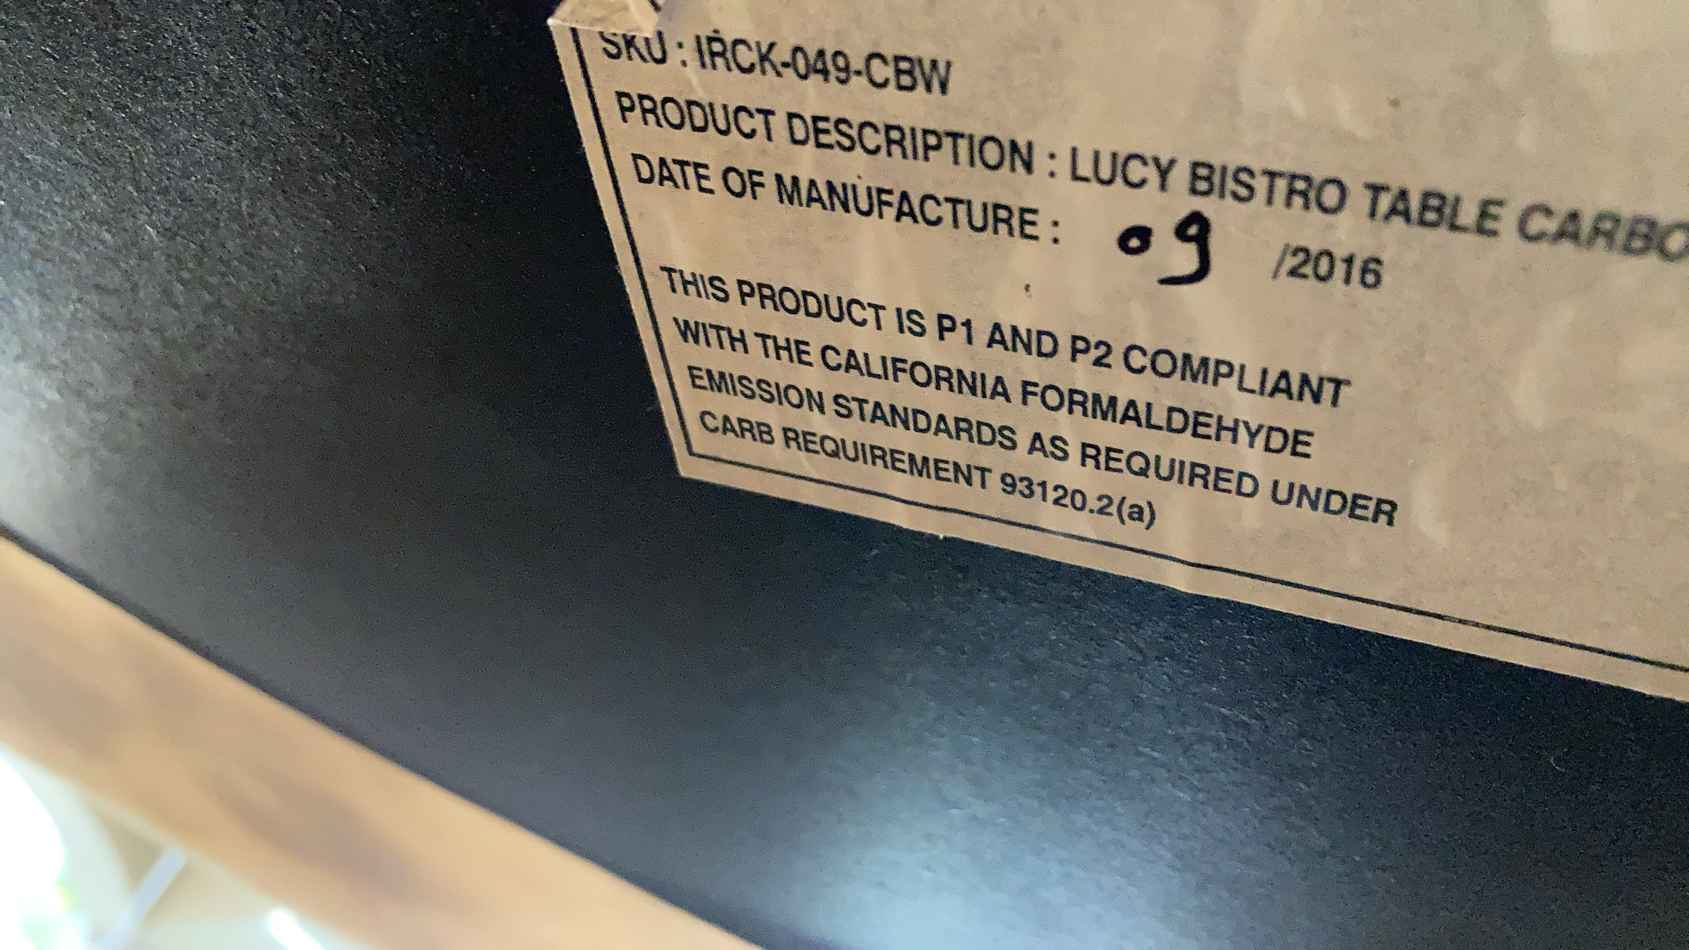 SKU : IRCK-049-CBW
PRODUCT DESCRIPTION : LUCY BISTRO TABLE CARBO
DATE OF MANUFACTURE : 09 /2016
THIS PRODUCT IS P1 AND P2 COMPLIANT
WITH THE CALIFORNIA FORMALDEHYDE
EMISSION STANDARDS AS REQUIRED UNDER
CARB REQUIREMENT 93120.2(a)